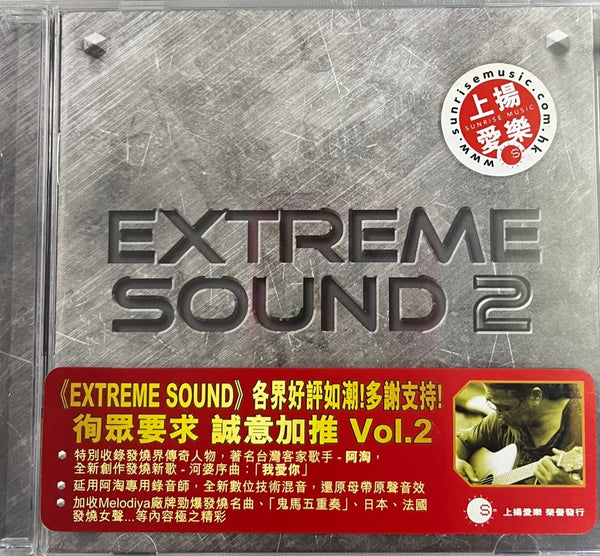 www.sunrisemusic.com.hk
上揚
SUNRISE MUSIC
愛樂
S
EXTREME
SOUND 2
《EXTREME SOUND》各界好評如潮!多謝支持!
徇眾要求 誠意加推 Vol.2
• 特別收錄發燒界傳奇人物，著名台灣客家歌手 - 阿淘，
全新創作發燒新歌 - 河婆序曲：「我愛你」
• 延用阿淘專用錄音師，全新數位技術混音，還原母帶原聲音效
• 加收Melodiya廠牌勁爆發燒名曲、「鬼馬五重奏」、日本、法國
發燒女聲...等內容極之精彩
S 上揚愛樂 榮譽發行